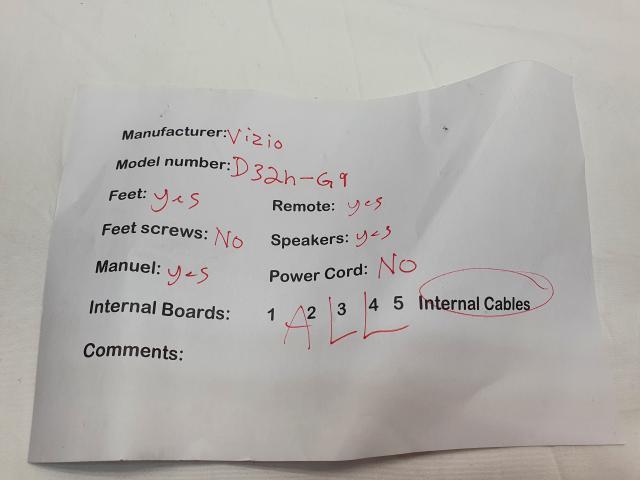 Manufacturer: Vizio
Model number: D32h-G9
Feet: yes Remote: yes
Feet screws: No Speakers: yes
Manuel: yes Power Cord: No
Internal Boards: 1 2 3 4 5 Internal Cables
ALL
Comments: